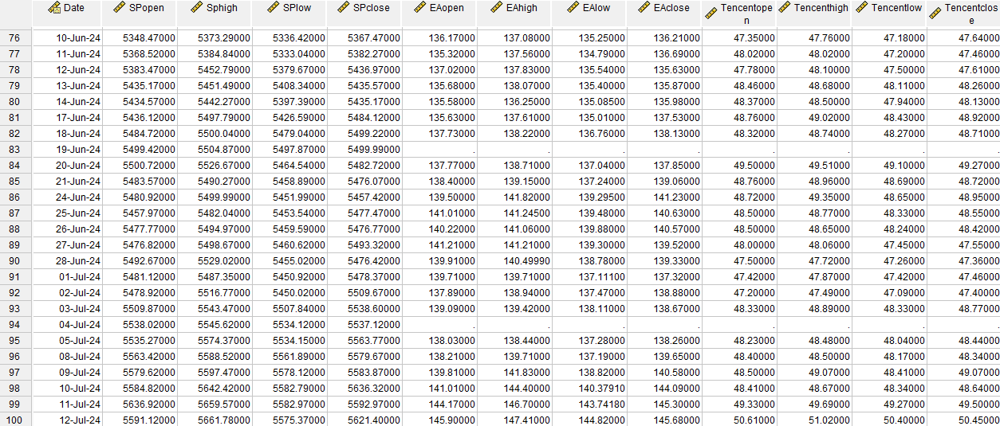 Date SPopen Sphigh SPlow SPclose EAopen EAhigh EAlow EAclose Tencentopen Tencenthigh Tencentlow Tencentclose
76 10-Jun-24 5348.47000 5373.29000 5336.42000 5367.47000 136.17000 137.08000 135.25000 136.21000 47.35000 47.76000 47.18000 47.64000
77 11-Jun-24 5368.52000 5384.84000 5333.04000 5382.27000 135.32000 137.56000 134.79000 136.69000 48.02000 48.02000 47.20000 47.46000
78 12-Jun-24 5383.47000 5452.79000 5379.67000 5436.97000 137.02000 137.83000 135.54000 135.63000 47.78000 48.10000 47.50000 47.61000
79 13-Jun-24 5435.17000 5451.49000 5408.34000 5435.57000 135.68000 138.07000 135.40000 135.87000 48.46000 48.68000 48.11000 48.26000
80 14-Jun-24 5434.57000 5442.27000 5397.39000 5435.17000 135.58000 136.25000 135.08500 135.98000 48.37000 48.50000 47.94000 48.13000
81 17-Jun-24 5436.12000 5497.79000 5426.59000 5484.12000 135.63000 137.61000 135.01000 137.53000 48.76000 49.02000 48.43000 48.92000
82 18-Jun-24 5484.72000 5500.04000 5479.04000 5499.22000 137.73000 138.22000 136.76000 138.13000 48.32000 48.74000 48.27000 48.71000
83 19-Jun-24 5499.42000 5504.87000 5497.87000 5499.99000 . . . . . . . .
84 20-Jun-24 5500.72000 5526.67000 5464.54000 5482.72000 137.77000 138.71000 137.04000 137.85000 49.50000 49.51000 49.10000 49.27000
85 21-Jun-24 5483.57000 5490.27000 5458.89000 5476.07000 138.40000 139.15000 137.24000 139.06000 48.76000 48.96000 48.69000 48.72000
86 24-Jun-24 5480.92000 5499.99000 5451.99000 5457.42000 139.50000 141.82000 139.29500 141.23000 48.72000 49.35000 48.65000 48.95000
87 25-Jun-24 5457.97000 5482.04000 5453.54000 5477.47000 141.01000 141.24500 139.48000 140.63000 48.50000 48.77000 48.33000 48.55000
88 26-Jun-24 5477.77000 5494.97000 5459.59000 5476.77000 140.22000 141.06000 139.88000 140.57000 48.50000 48.65000 48.24000 48.42000
89 27-Jun-24 5476.82000 5498.67000 5460.62000 5493.32000 141.21000 141.21000 139.30000 139.52000 48.00000 48.06000 47.45000 47.55000
90 28-Jun-24 5492.67000 5529.02000 5455.02000 5476.42000 139.91000 140.49990 138.78000 139.33000 47.50000 47.72000 47.26000 47.36000
91 01-Jul-24 5481.12000 5487.35000 5450.92000 5478.37000 139.71000 139.71000 137.11100 137.32000 47.42000 47.87000 47.42000 47.46000
92 02-Jul-24 5478.92000 5516.77000 5450.02000 5509.67000 137.89000 138.94000 137.47000 138.88000 47.20000 47.49000 47.09000 47.40000
93 03-Jul-24 5509.87000 5543.47000 5507.84000 5538.60000 139.09000 139.42000 138.11000 138.67000 48.33000 48.89000 48.33000 48.77000
94 04-Jul-24 5538.02000 5545.62000 5534.12000 5537.12000 . . . . . . . .
95 05-Jul-24 5535.27000 5574.37000 5534.15000 5563.77000 138.03000 138.44000 137.28000 138.26000 48.23000 48.48000 48.04000 48.44000
96 08-Jul-24 5563.42000 5588.52000 5561.89000 5579.67000 138.21000 139.71000 137.19000 139.65000 48.40000 48.50000 48.17000 48.34000
97 09-Jul-24 5579.62000 5597.47000 5578.12000 5583.87000 139.81000 141.83000 138.82000 140.58000 48.50000 49.07000 48.41000 49.07000
98 10-Jul-24 5584.82000 5642.42000 5582.79000 5636.32000 141.01000 144.40000 140.37910 144.09000 48.41000 48.67000 48.34000 48.64000
99 11-Jul-24 5636.92000 5659.57000 5582.97000 5592.97000 144.17000 146.70000 143.74180 145.30000 49.33000 49.69000 49.27000 49.50000
100 12-Jul-24 5591.12000 5661.78000 5575.37000 5621.40000 145.90000 147.41000 144.82000 145.68000 50.61000 51.02000 50.40000 50.45000